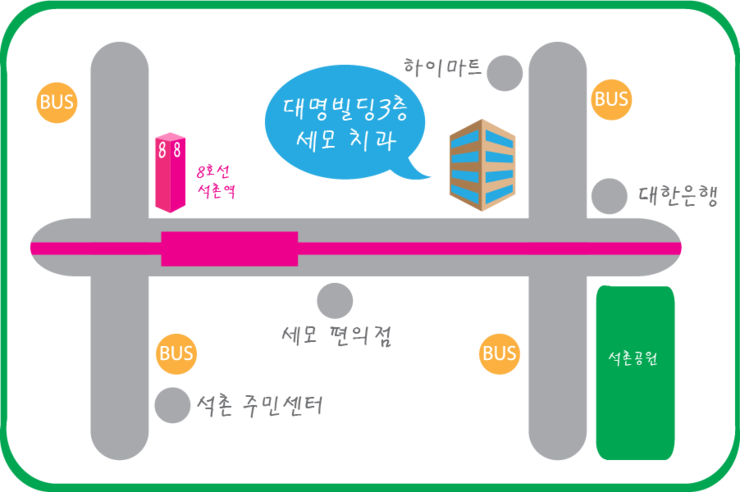 하이마트
BUS
BUS
대명빌딩3층
세모 치과
8 8
8호선
석촌역
대한은행
세모 편의점
BUS
BUS
석촌공원
석촌 주민센터